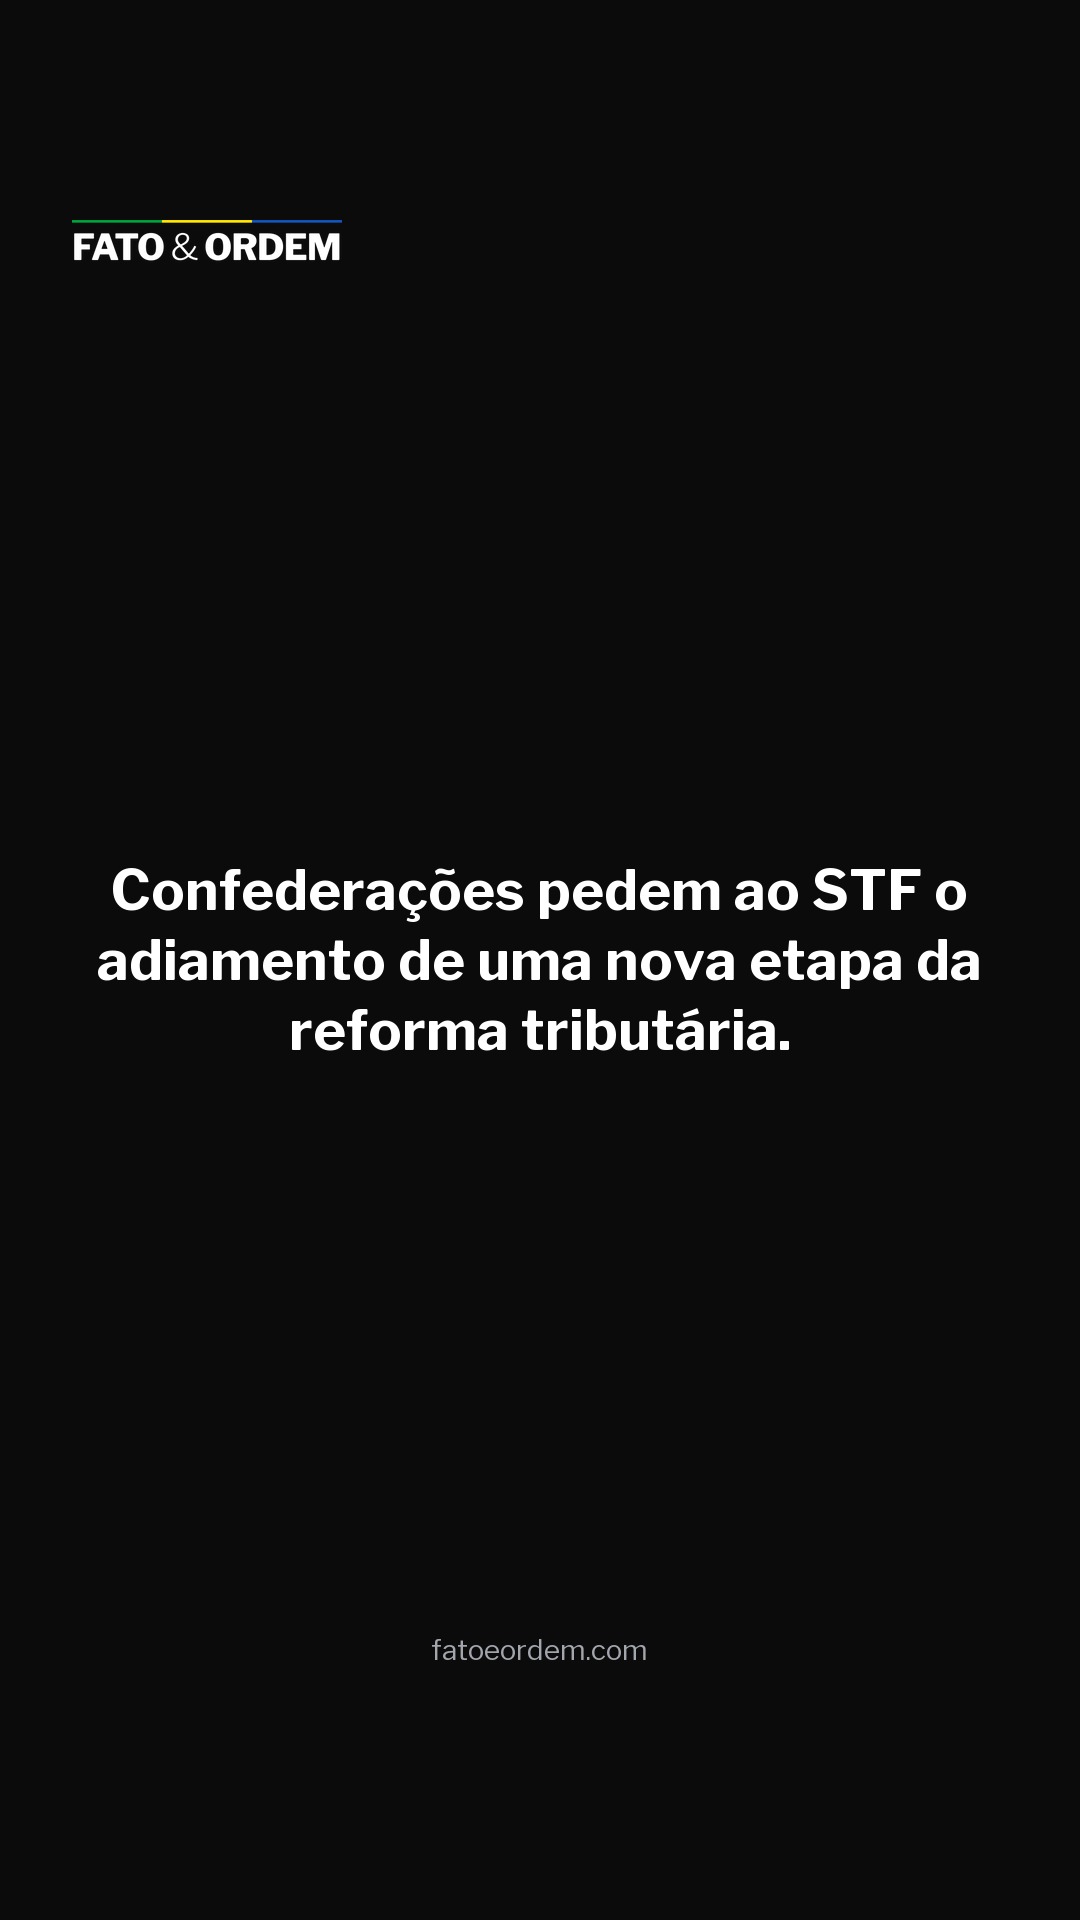 FATO & ORDEM
Confederações pedem ao STF o
adiamento de uma nova etapa da
reforma tributária.
fatoeordem.com